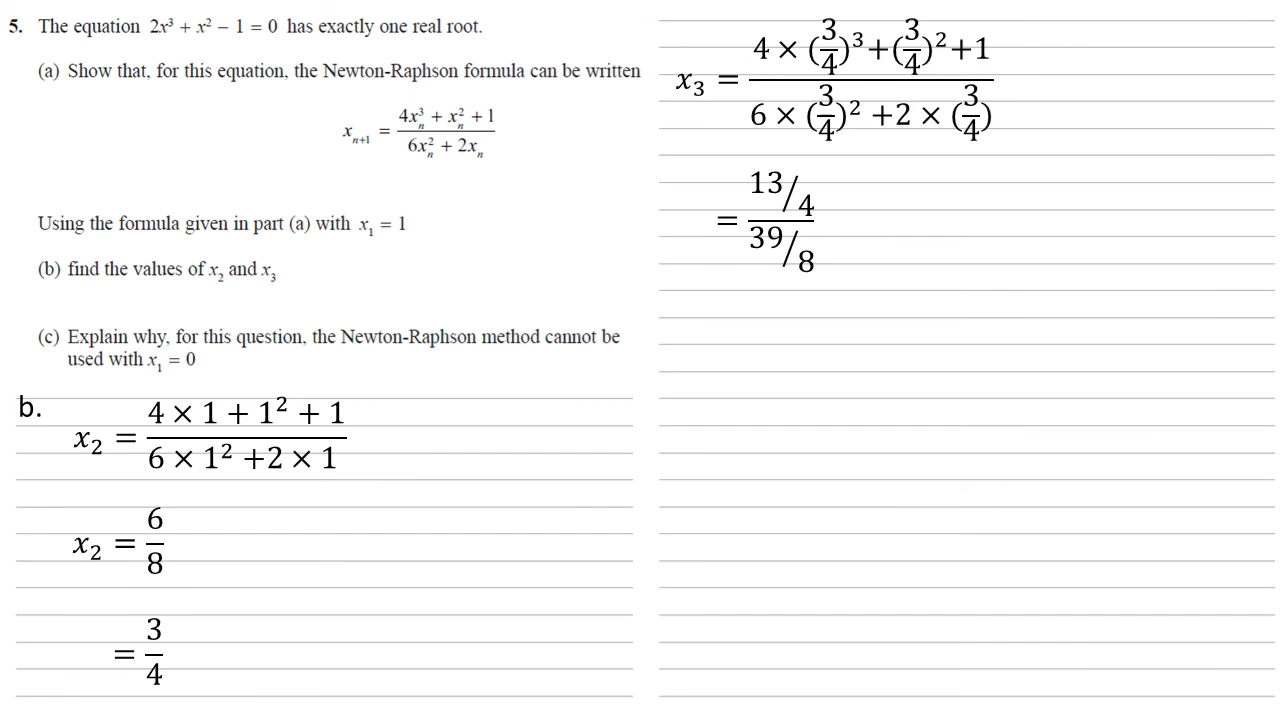 5. The equation 2x³ + x² − 1 = 0 has exactly one real root.
(a) Show that, for this equation, the Newton-Raphson formula can be written
xₙ₊₁ = (4xₙ³ + xₙ² + 1) / (6xₙ² + 2xₙ)
Using the formula given in part (a) with x₁ = 1
(b) find the values of x₂ and x₃
(c) Explain why, for this question, the Newton-Raphson method cannot be
used with x₁ = 0
b.
x₂ = (4 × 1 + 1² + 1) / (6 × 1² +2 × 1)
x₂ = 6/8
= 3/4
x₃ = (4 × (3/4)³+(3/4)²+1) / (6 × (3/4)² +2 × (3/4))
= (13/4) / (39/8)